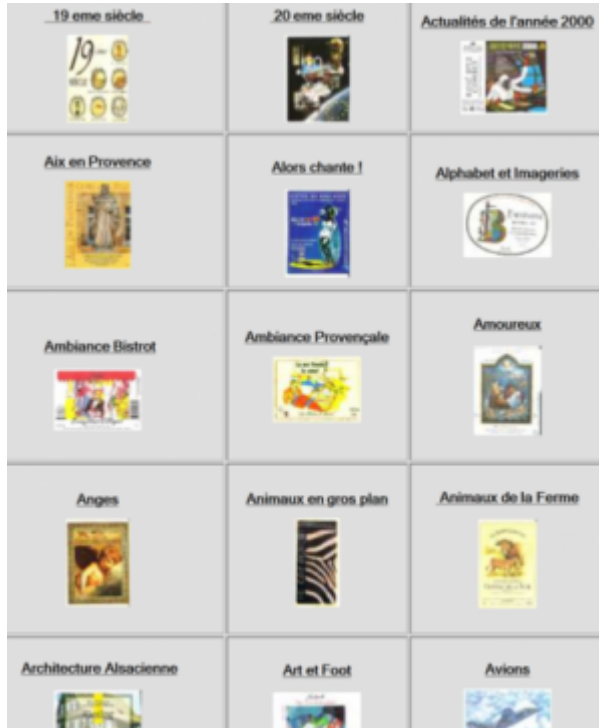 19 eme siècle
20 eme siècle
Actualités de l'année 2000
Aix en Provence
Alors chante !
Alphabet et Imageries
Ambiance Bistrot
Ambiance Provençale
Amoureux
Anges
Animaux en gros plan
Animaux de la Ferme
Architecture Alsacienne
Art et Foot
Avions